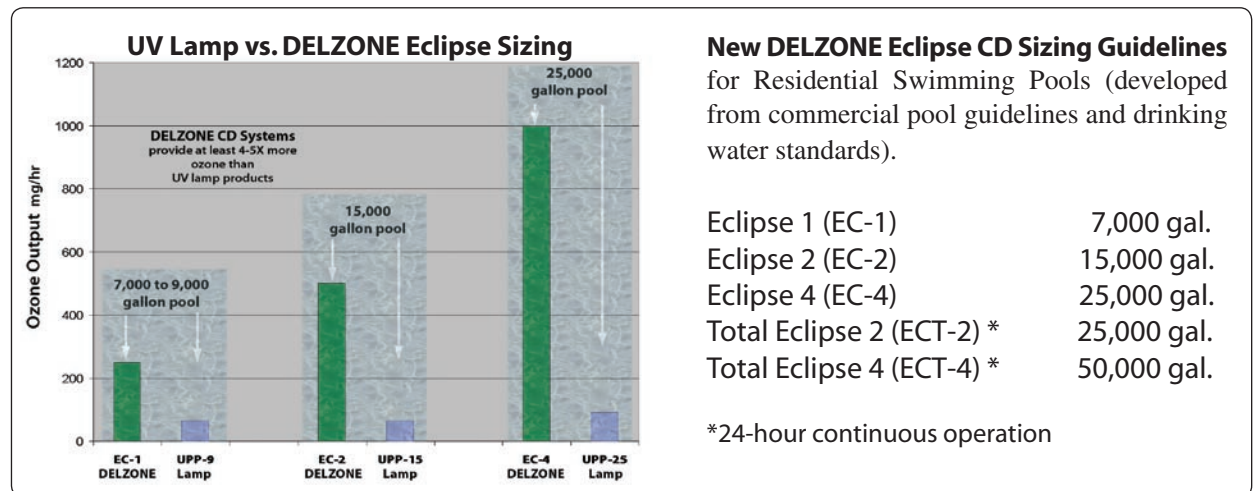 UV Lamp vs. DELZONE Eclipse Sizing
Ozone Output mg/hr
1200
1000
800
600
400
200
0
DELZONE CD Systems
provide at least 4-5X more
ozone than
UV lamp products
7,000 to 9,000
gallon pool
15,000
gallon pool
25,000
gallon pool
EC-1
DELZONE
UPP-9
Lamp
EC-2
DELZONE
UPP-15
Lamp
EC-4
DELZONE
UPP-25
Lamp
New DELZONE Eclipse CD Sizing Guidelines
for Residential Swimming Pools (developed
from commercial pool guidelines and drinking
water standards).
Eclipse 1 (EC-1) 7,000 gal.
Eclipse 2 (EC-2) 15,000 gal.
Eclipse 4 (EC-4) 25,000 gal.
Total Eclipse 2 (ECT-2) * 25,000 gal.
Total Eclipse 4 (ECT-4) * 50,000 gal.
*24-hour continuous operation